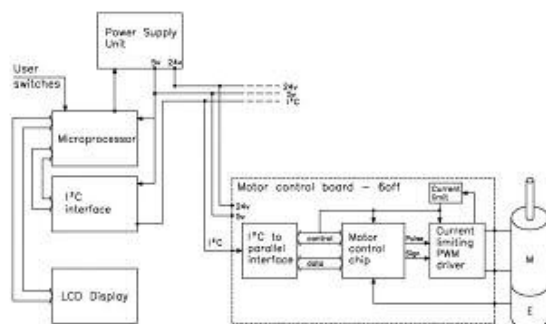 Power Supply
Unit
5v 24v
User
switches
24v
5v
I²C
Microprocessor
I²C
interface
LCD Display
Motor control board - 6off
Current
limit
24v
5v
I²C
I²C to
parallel
interface
control
data
Motor
control
chip
Pulse
Sign
Current
limiting
PWM
driver
M
E